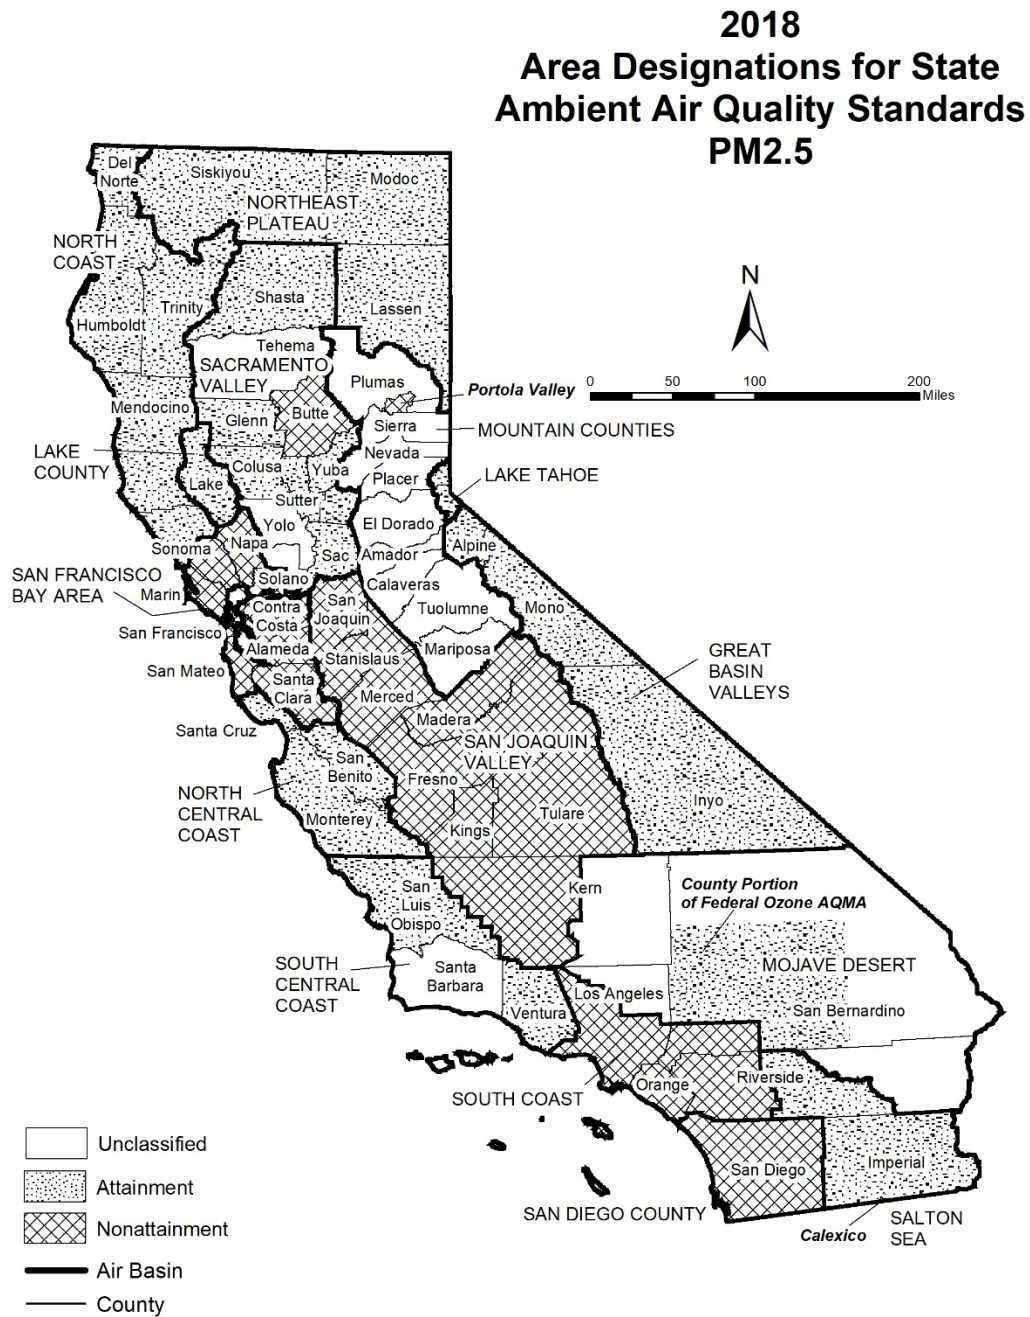 2018
Area Designations for State
Ambient Air Quality Standards
PM2.5
Del
Norte
Siskiyou
Modoc
NORTHEAST
PLATEAU
NORTH
COAST
Trinity
Shasta
Humboldt
Lassen
N
Tehema
SACRAMENTO
VALLEY
Plumas
Portola Valley
0 50 100 200
Miles
Mendocino
Glenn
Butte
Sierra
MOUNTAIN COUNTIES
LAKE
COUNTY
Nevada
Colusa
Yuba
Lake
Placer
LAKE TAHOE
Sutter
Yolo
El Dorado
Sonoma
Napa
Sac
Amador
Alpine
SAN FRANCISCO
BAY AREA
Marin
Solano
Calaveras
Contra
Costa
San
Joaquin
Tuolumne
Mono
San Francisco
Alameda
Stanislaus
Mariposa
San Mateo
Santa
Clara
Merced
GREAT
BASIN
VALLEYS
Madera
Santa Cruz
SAN JOAQUIN
VALLEY
San
Benito
Fresno
NORTH
CENTRAL
COAST
Monterey
Kings
Tulare
Inyo
San
Luis
Obispo
Kern
County Portion
of Federal Ozone AQMA
SOUTH
CENTRAL
COAST
Santa
Barbara
MOJAVE DESERT
Los Angeles
Ventura
San Bernardino
SOUTH COAST
Orange
Riverside
Unclassified
San Diego
Imperial
Attainment
SAN DIEGO COUNTY
Calexico
SALTON
SEA
Nonattainment
Air Basin
County